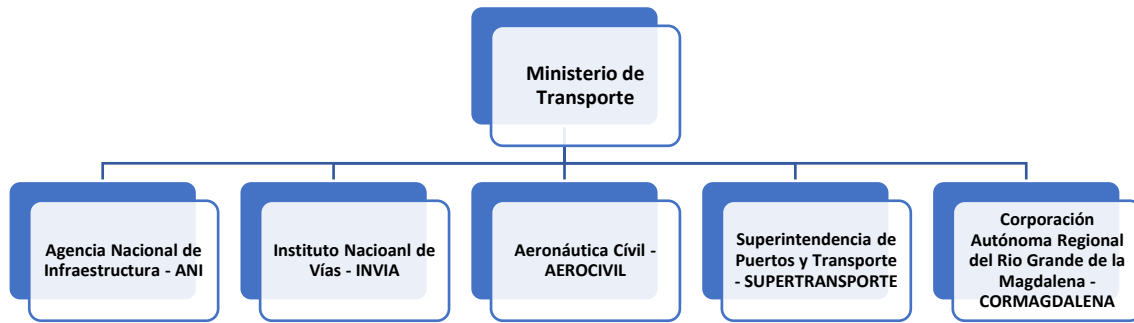 Ministerio de
Transporte
Agencia Nacional de
Infraestructura - ANI
Instituto Nacioanl de
Vías - INVIA
Aeronáutica Cívil -
AEROCIVIL
Superintendencia de
Puertos y Transporte
- SUPERTRANSPORTE
Corporación
Autónoma Regional
del Rio Grande de la
Magdalena -
CORMAGDALENA